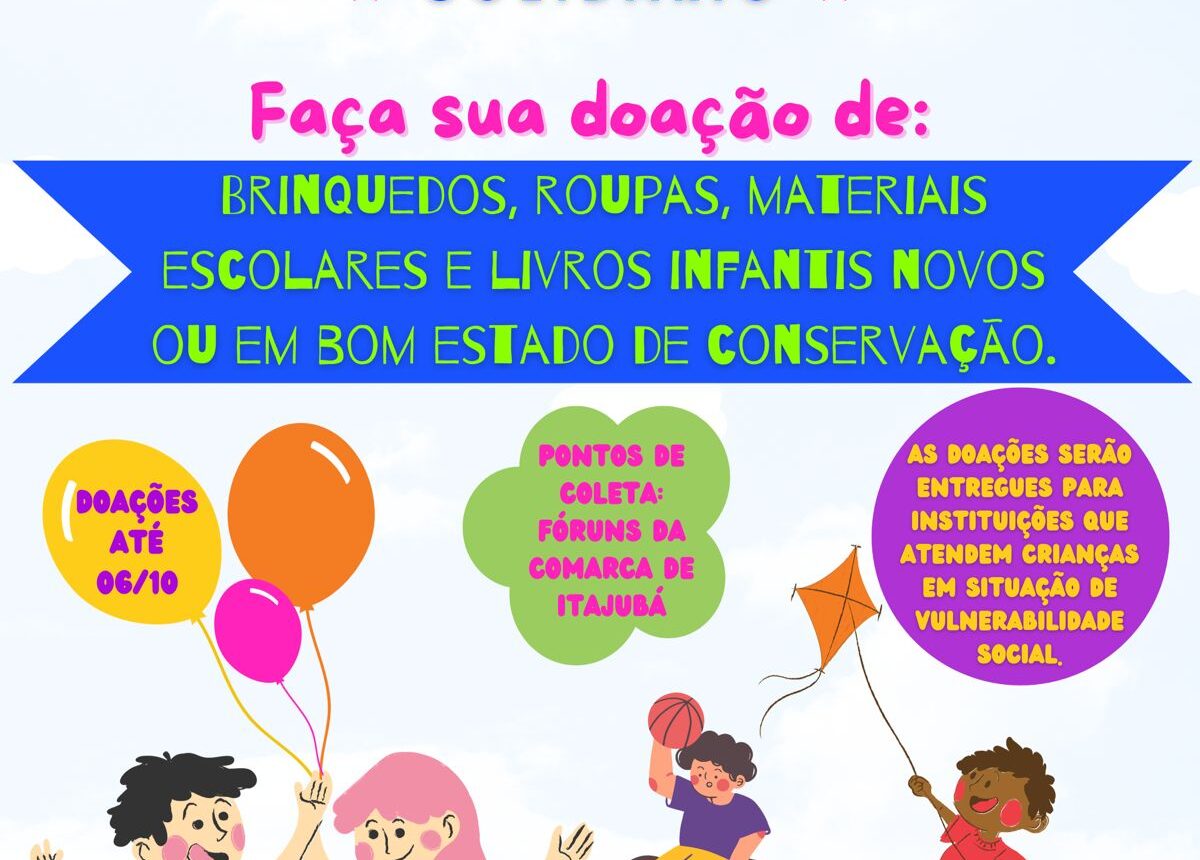 Faça sua doação de:
BRINQUEDOS, ROUPAS, MATERIAIS
ESCOLARES E LIVROS INFANTIS NOVOS
OU EM BOM ESTADO DE CONSERVAÇÃO.
DOAÇÕES
ATÉ
06/10
PONTOS DE
COLETA:
FÓRUNS DA
COMARCA DE
ITAJUBÁ
AS DOAÇÕES SERÃO
ENTREGUES PARA
INSTITUIÇÕES QUE
ATENDEM CRIANÇAS
EM SITUAÇÃO DE
VULNERABILIDADE
SOCIAL.